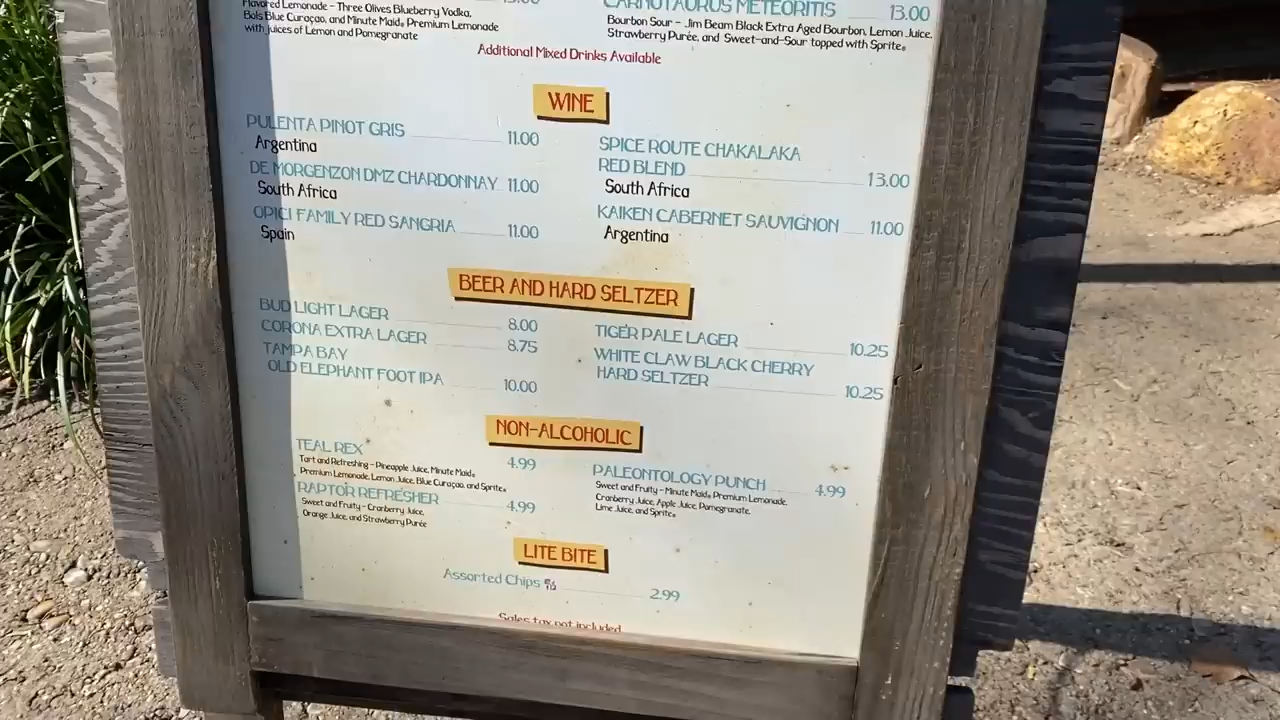 Flavored Lemonade - Three Olives Blueberry Vodka,
Bols Blue Curaçao, and Minute Maid® Premium Lemonade
with juices of Lemon and Pomegranate
CARNOTAURUS METEORITIS 13.00
Bourbon Sour - Jim Beam Black Extra Aged Bourbon, Lemon Juice,
Strawberry Purée, and Sweet-and-Sour topped with Sprite®
Additional Mixed Drinks Available
WINE
PULENTA PINOT GRIS 11.00
Argentina
DE MORGENZON DMZ CHARDONNAY 11.00
South Africa
OPICI FAMILY RED SANGRIA 11.00
Spain
SPICE ROUTE CHAKALAKA
RED BLEND 13.00
South Africa
KAIKEN CABERNET SAUVIGNON 11.00
Argentina
BEER AND HARD SELTZER
BUD LIGHT LAGER 8.00
CORONA EXTRA LAGER 8.75
TAMPA BAY
OLD ELEPHANT FOOT IPA 10.00
TIGER PALE LAGER 10.25
WHITE CLAW BLACK CHERRY
HARD SELTZER 10.25
NON-ALCOHOLIC
TEAL REX 4.99
Tart and Refreshing - Pineapple Juice, Minute Maid®
Premium Lemonade, Lemon Juice, Blue Curaçao, and Sprite®
RAPTOR REFRESHER 4.99
Sweet and Fruity - Cranberry Juice,
Orange Juice, and Strawberry Purée
PALEONTOLOGY PUNCH 4.99
Sweet and Fruity - Minute Maid® Premium Lemonade,
Cranberry Juice, Apple Juice, Pomegranate,
Lime Juice, and Sprite®
LITE BITE
Assorted Chips 2.99
Sales tax not included